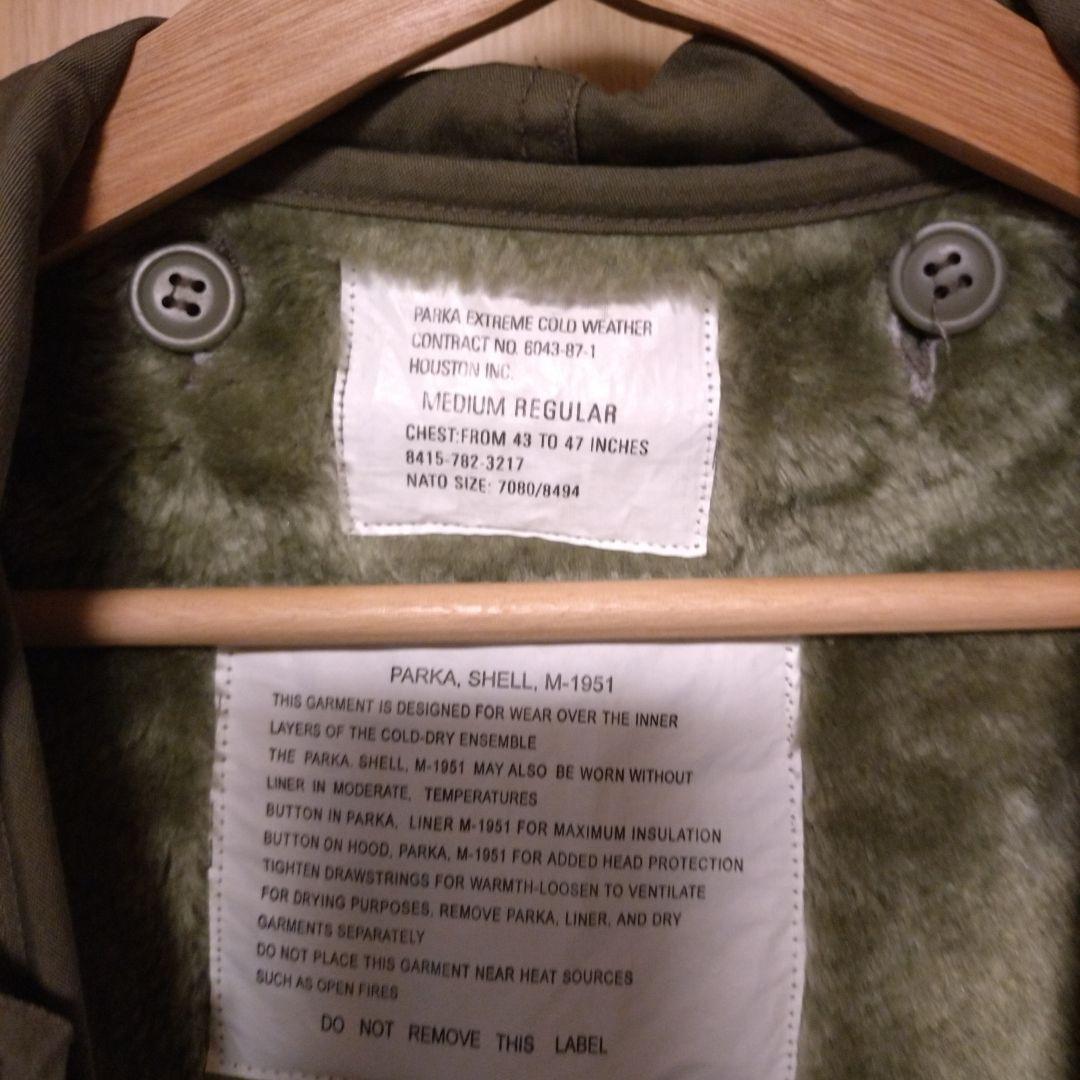 PARKA EXTREME COLD WEATHER
CONTRACT NO. 6043-87-1
HOUSTON INC.
MEDIUM REGULAR
CHEST:FROM 43 TO 47 INCHES
8415-782-3217
NATO SIZE: 7080/8494
PARKA, SHELL, M-1951
THIS GARMENT IS DESIGNED FOR WEAR OVER THE INNER
LAYERS OF THE COLD-DRY ENSEMBLE
THE PARKA. SHELL, M-1951 MAY ALSO BE WORN WITHOUT
LINER IN MODERATE, TEMPERATURES
BUTTON IN PARKA, LINER M-1951 FOR MAXIMUM INSULATION
BUTTON ON HOOD, PARKA, M-1951 FOR ADDED HEAD PROTECTION
TIGHTEN DRAWSTRINGS FOR WARMTH-LOOSEN TO VENTILATE
FOR DRYING PURPOSES, REMOVE PARKA, LINER, AND DRY
GARMENTS SEPARATELY
DO NOT PLACE THIS GARMENT NEAR HEAT SOURCES
SUCH AS OPEN FIRES
DO NOT REMOVE THIS LABEL